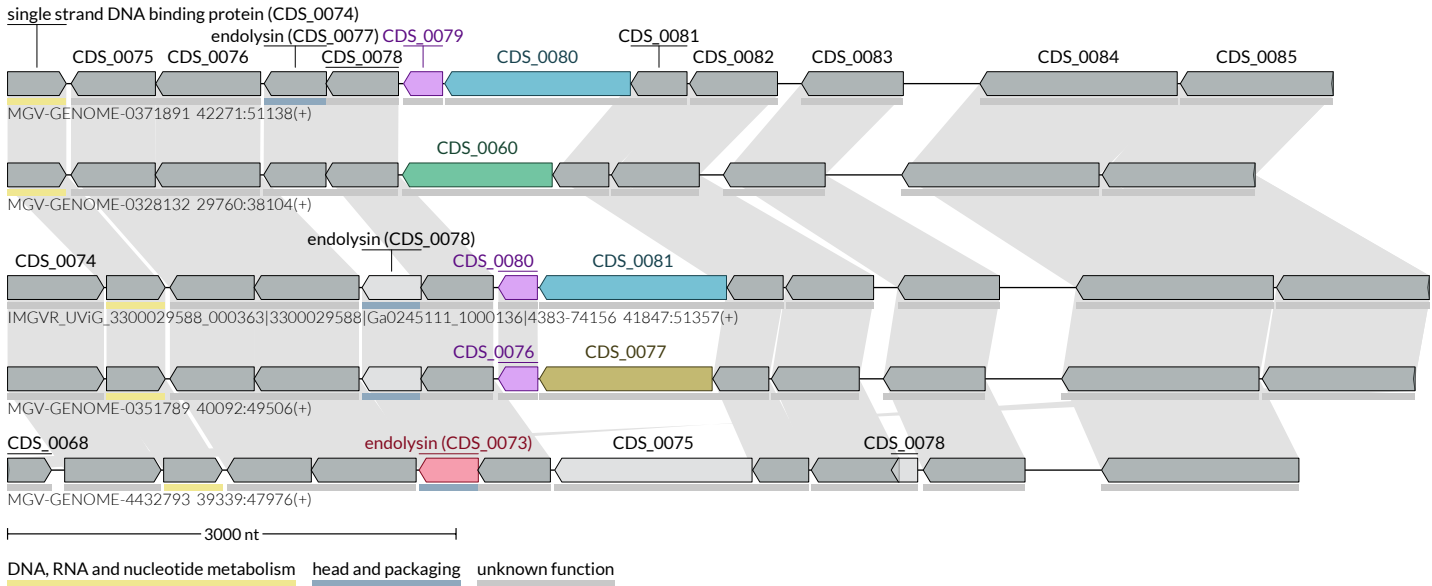 single strand DNA binding protein (CDS_0074)
endolysin (CDS_0077) CDS_0079 CDS_0081
CDS_0075 CDS_0076 CDS_0078 CDS_0080 CDS_0082 CDS_0083 CDS_0084 CDS_0085
MGV-GENOME-0371891 42271:51138(+)
CDS_0060
MGV-GENOME-0328132 29760:38104(+)
endolysin (CDS_0078)
CDS_0074 CDS_0080 CDS_0081
IMGVR_UViG_3300029588_000363|3300029588|Ga0245111_1000136|4383-74156 41847:51357(+)
CDS_0076 CDS_0077
MGV-GENOME-0351789 40092:49506(+)
CDS_0068 endolysin (CDS_0073) CDS_0075 CDS_0078
MGV-GENOME-4432793 39339:47976(+)
3000 nt
DNA, RNA and nucleotide metabolism head and packaging unknown function